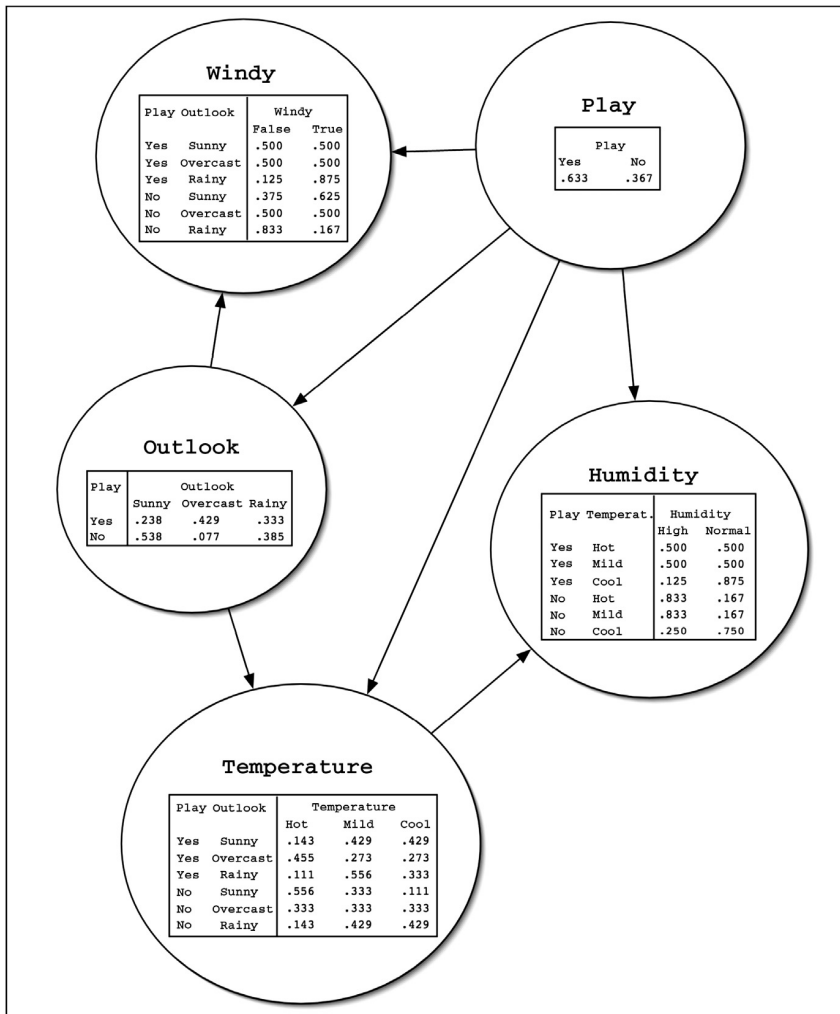 Windy
Play Outlook Windy
False True
Yes Sunny .500 .500
Yes Overcast .500 .500
Yes Rainy .125 .875
No Sunny .375 .625
No Overcast .500 .500
No Rainy .833 .167
Play
Play
Yes No
.633 .367
Outlook
Play Outlook
Sunny Overcast Rainy
Yes .238 .429 .333
No .538 .077 .385
Humidity
Play Temperat. Humidity
High Normal
Yes Hot .500 .500
Yes Mild .500 .500
Yes Cool .125 .875
No Hot .833 .167
No Mild .833 .167
No Cool .250 .750
Temperature
Play Outlook Temperature
Hot Mild Cool
Yes Sunny .143 .429 .429
Yes Overcast .455 .273 .273
Yes Rainy .111 .556 .333
No Sunny .556 .333 .111
No Overcast .333 .333 .333
No Rainy .143 .429 .429